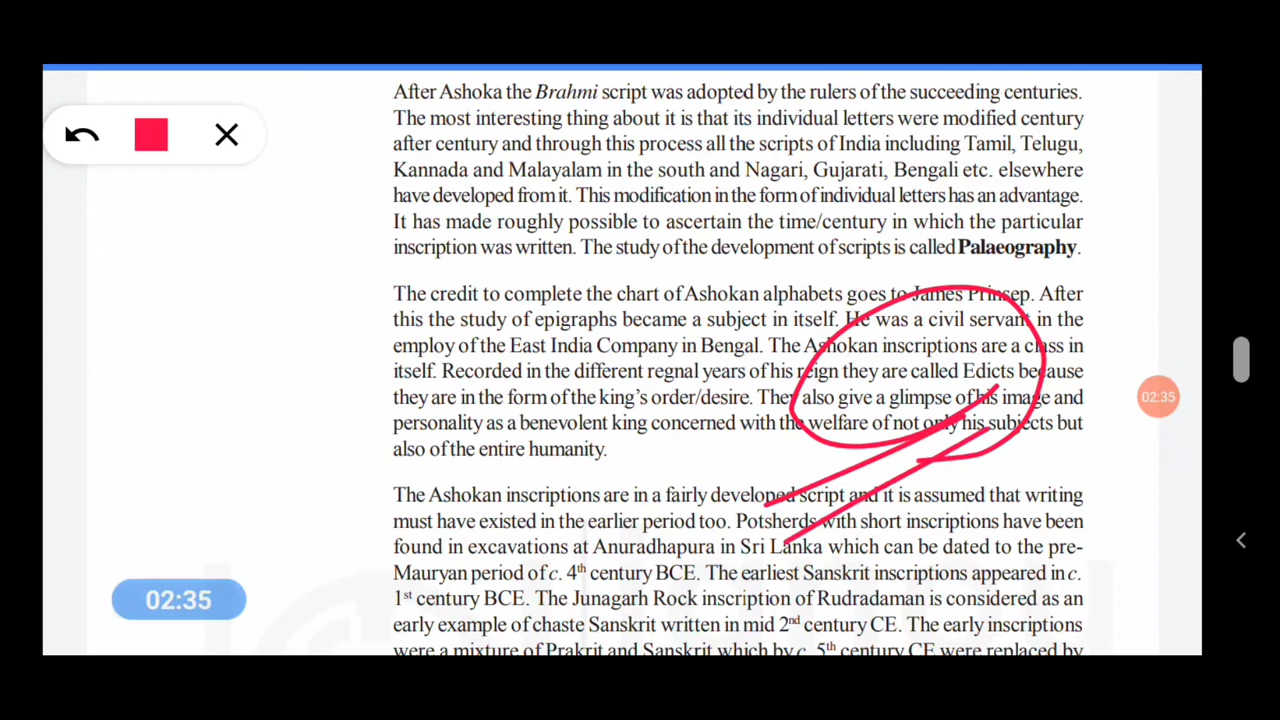 After Ashoka the Brahmi script was adopted by the rulers of the succeeding centuries.
The most interesting thing about it is that its individual letters were modified century
after century and through this process all the scripts of India including Tamil, Telugu,
Kannada and Malayalam in the south and Nagari, Gujarati, Bengali etc. elsewhere
have developed from it. This modification in the form of individual letters has an advantage.
It has made roughly possible to ascertain the time/century in which the particular
inscription was written. The study of the development of scripts is called Palaeography.
The credit to complete the chart of Ashokan alphabets goes to James Prinsep. After
this the study of epigraphs became a subject in itself. He was a civil servant in the
employ of the East India Company in Bengal. The Ashokan inscriptions are a class in
itself. Recorded in the different regnal years of his reign they are called Edicts because
they are in the form of the king's order/desire. They also give a glimpse of his image and
personality as a benevolent king concerned with the welfare of not only his subjects but
also of the entire humanity.
The Ashokan inscriptions are in a fairly developed script and it is assumed that writing
must have existed in the earlier period too. Potsherds with short inscriptions have been
found in excavations at Anuradhapura in Sri Lanka which can be dated to the pre-
Mauryan period of c. 4th century BCE. The earliest Sanskrit inscriptions appeared in c.
1st century BCE. The Junagarh Rock inscription of Rudradaman is considered as an
early example of chaste Sanskrit written in mid 2nd century CE. The early inscriptions
were a mixture of Prakrit and Sanskrit which by c. 5th century CE were replaced by
02:35
02:35